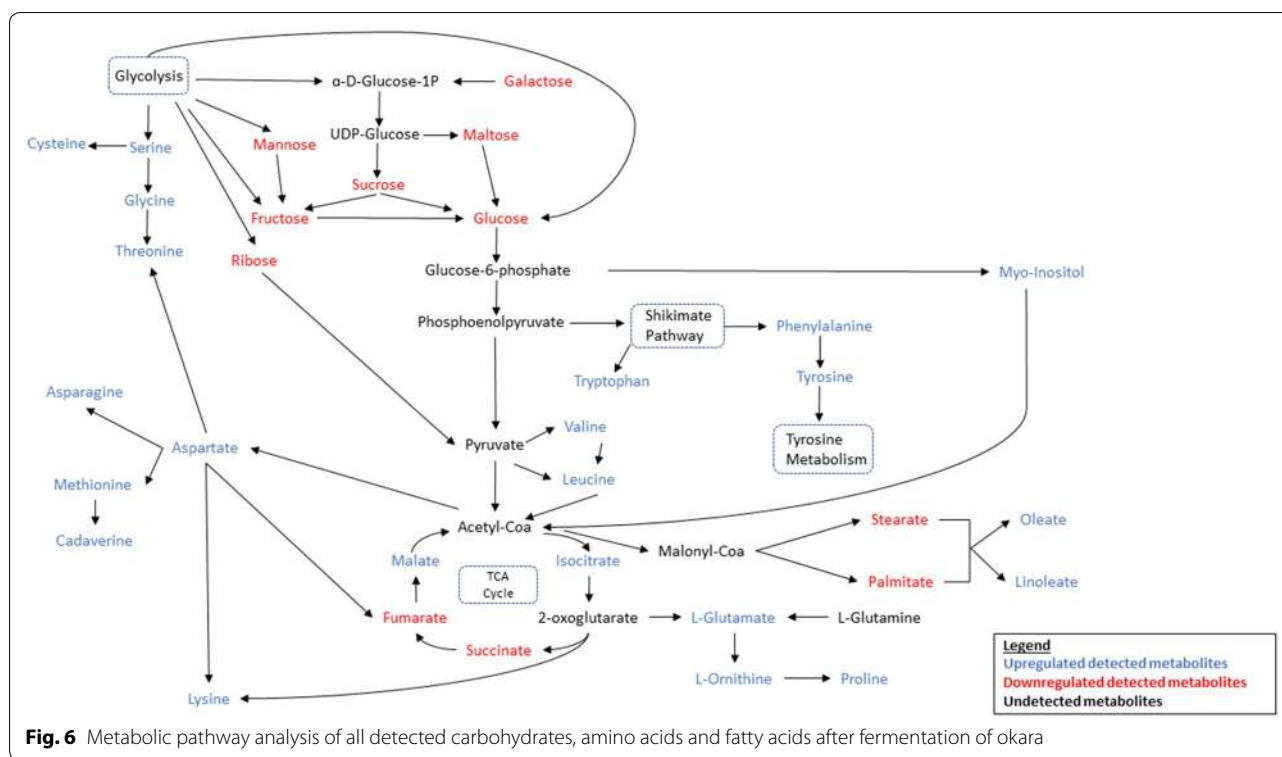 Glycolysis
α-D-Glucose-1P
Galactose
Cysteine
Serine
Mannose
UDP-Glucose
Maltose
Glycine
Sucrose
Fructose
Glucose
Threonine
Ribose
Glucose-6-phosphate
Myo-Inositol
Phosphoenolpyruvate
Shikimate
Pathway
Phenylalanine
Tryptophan
Tyrosine
Asparagine
Aspartate
Pyruvate
Valine
Tyrosine
Metabolism
Methionine
Leucine
Cadaverine
Acetyl-Coa
Malate
TCA
Cycle
Isocitrate
Malonyl-Coa
Stearate
Oleate
Palmitate
Linoleate
Fumarate
2-oxoglutarate
L-Glutamate
L-Glutamine
Succinate
Lysine
L-Ornithine
Proline
Legend
Upregulated detected metabolites
Downregulated detected metabolites
Undetected metabolites
Fig. 6 Metabolic pathway analysis of all detected carbohydrates, amino acids and fatty acids after fermentation of okara